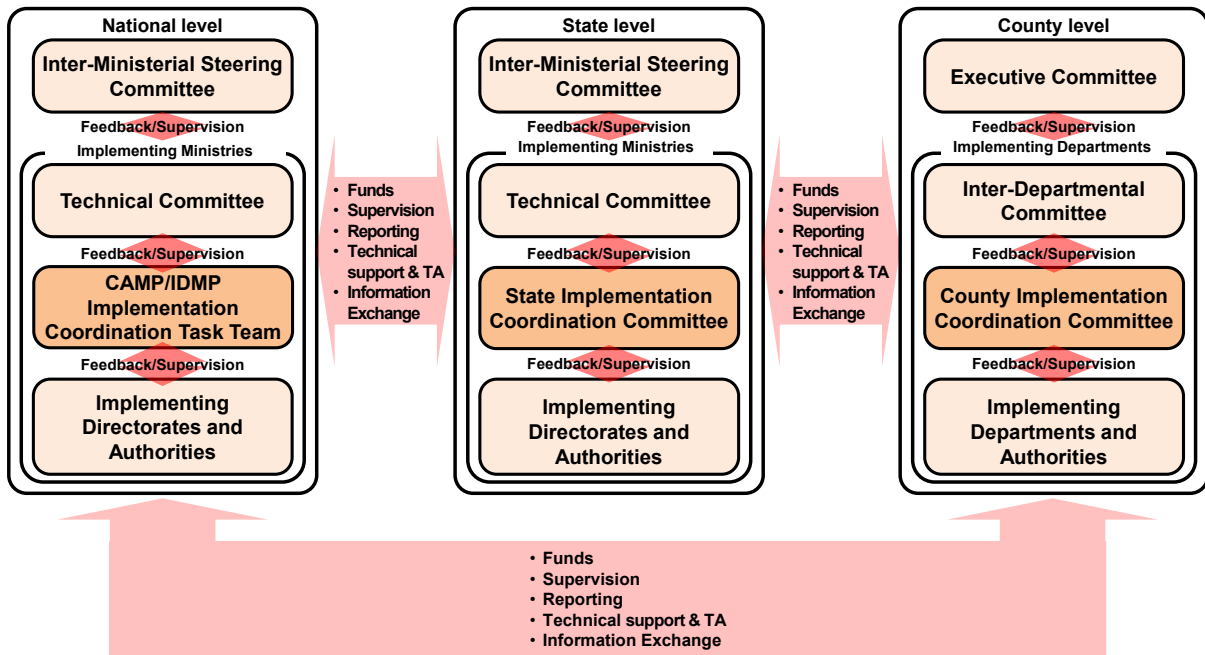 National level
Inter-Ministerial Steering
Committee
Feedback/Supervision
Implementing Ministries
Technical Committee
Feedback/Supervision
CAMP/IDMP
Implementation
Coordination Task Team
Feedback/Supervision
Implementing
Directorates and
Authorities
• Funds
• Supervision
• Reporting
• Technical
support & TA
• Information
Exchange
State level
Inter-Ministerial Steering
Committee
Feedback/Supervision
Implementing Ministries
Technical Committee
Feedback/Supervision
State Implementation
Coordination Committee
Feedback/Supervision
Implementing
Directorates and
Authorities
• Funds
• Supervision
• Reporting
• Technical
support & TA
• Information
Exchange
County level
Executive Committee
Feedback/Supervision
Implementing Departments
Inter-Departmental
Committee
Feedback/Supervision
County Implementation
Coordination Committee
Feedback/Supervision
Implementing
Departments and
Authorities
• Funds
• Supervision
• Reporting
• Technical support & TA
• Information Exchange